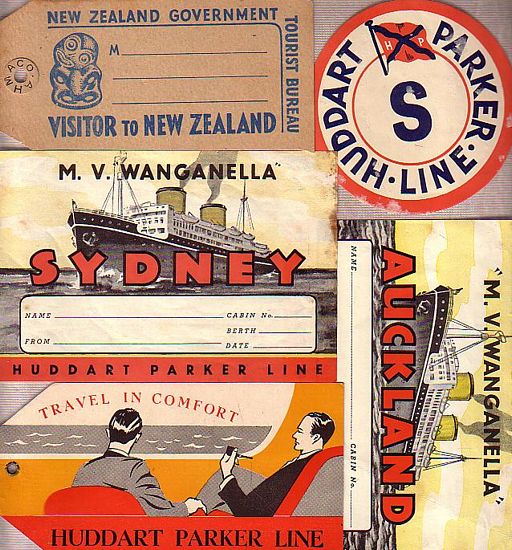 NEW ZEALAND GOVERNMENT
TOURIST BUREAU
AHMACO.
M
VISITOR TO NEW ZEALAND
HUDDART PARKER LINE
H P
S
M. V. "WANGANELLA"
SYDNEY
NAME
CABIN No.
BERTH
FROM
DATE
HUDDART PARKER LINE
"M. V. WANGANELLA"
AUCKLAND
NAME
CABIN No.
TRAVEL IN COMFORT
HUDDART PARKER LINE